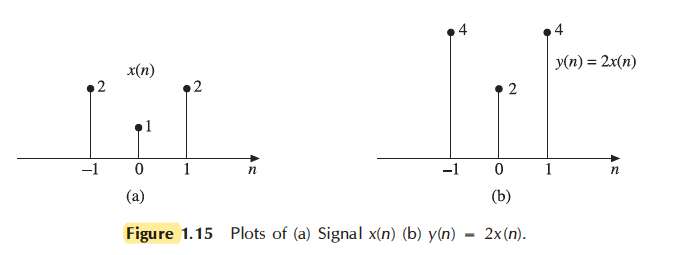 4
4
x(n)
y(n) = 2x(n)
2
2
2
1
−1
0
1
n
−1
0
1
n
(a)
(b)
Figure 1.15 Plots of (a) Signal x(n) (b) y(n) = 2x(n).